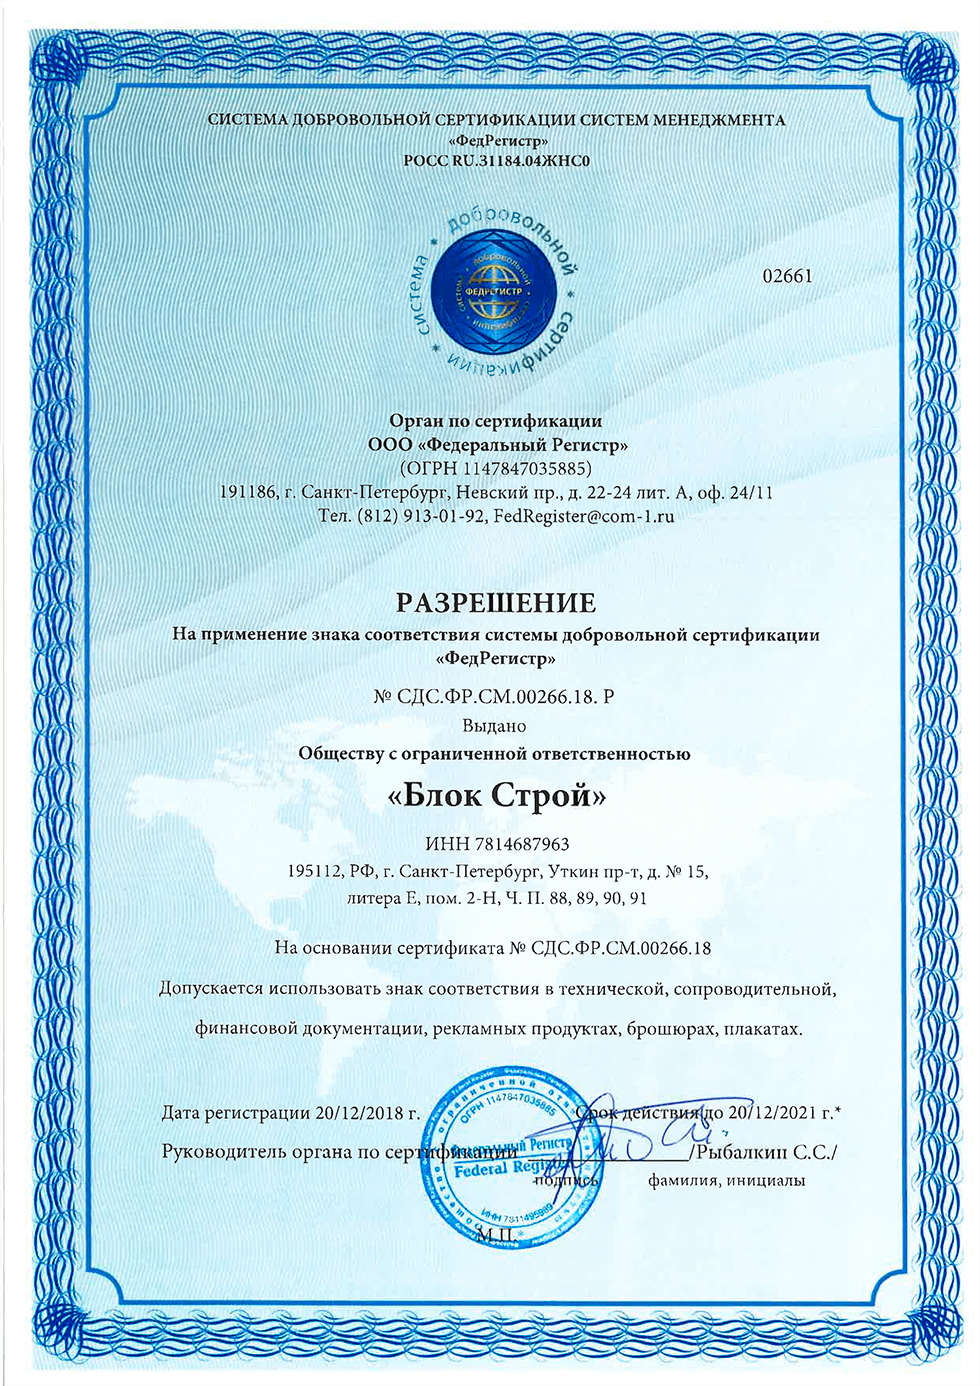 СИСТЕМА ДОБРОВОЛЬНОЙ СЕРТИФИКАЦИИ СИСТЕМ МЕНЕДЖМЕНТА
«ФедРегистр»
РОСС RU.31184.04ЖНС0
система * добровольной * сертификации *
ФЕДРЕГИСТР
02661
Орган по сертификации
ООО «Федеральный Регистр»
(ОГРН 1147847035885)
191186, г. Санкт-Петербург, Невский пр., д. 22-24 лит. А, оф. 24/11
Тел. (812) 913-01-92, FedRegister@com-1.ru
РАЗРЕШЕНИЕ
На применение знака соответствия системы добровольной сертификации
«ФедРегистр»
№ СДС.ФР.СМ.00266.18. Р
Выдано
Обществу с ограниченной ответственностью
«Блок Строй»
ИНН 7814687963
195112, РФ, г. Санкт-Петербург, Уткин пр-т, д. № 15,
литера Е, пом. 2-Н, Ч. П. 88, 89, 90, 91
На основании сертификата № СДС.ФР.СМ.00266.18
Допускается использовать знак соответствия в технической, сопроводительной,
финансовой документации, рекламных продуктах, брошюрах, плакатах.
Дата регистрации 20/12/2018 г.
Срок действия до 20/12/2021 г.*
Руководитель органа по сертификации
/Рыбалкин С.С./
подпись
фамилия, инициалы
М.П.
ОГРН 1147847035885
Федеральный Регистр
Federal Register
ИНН 7811495989